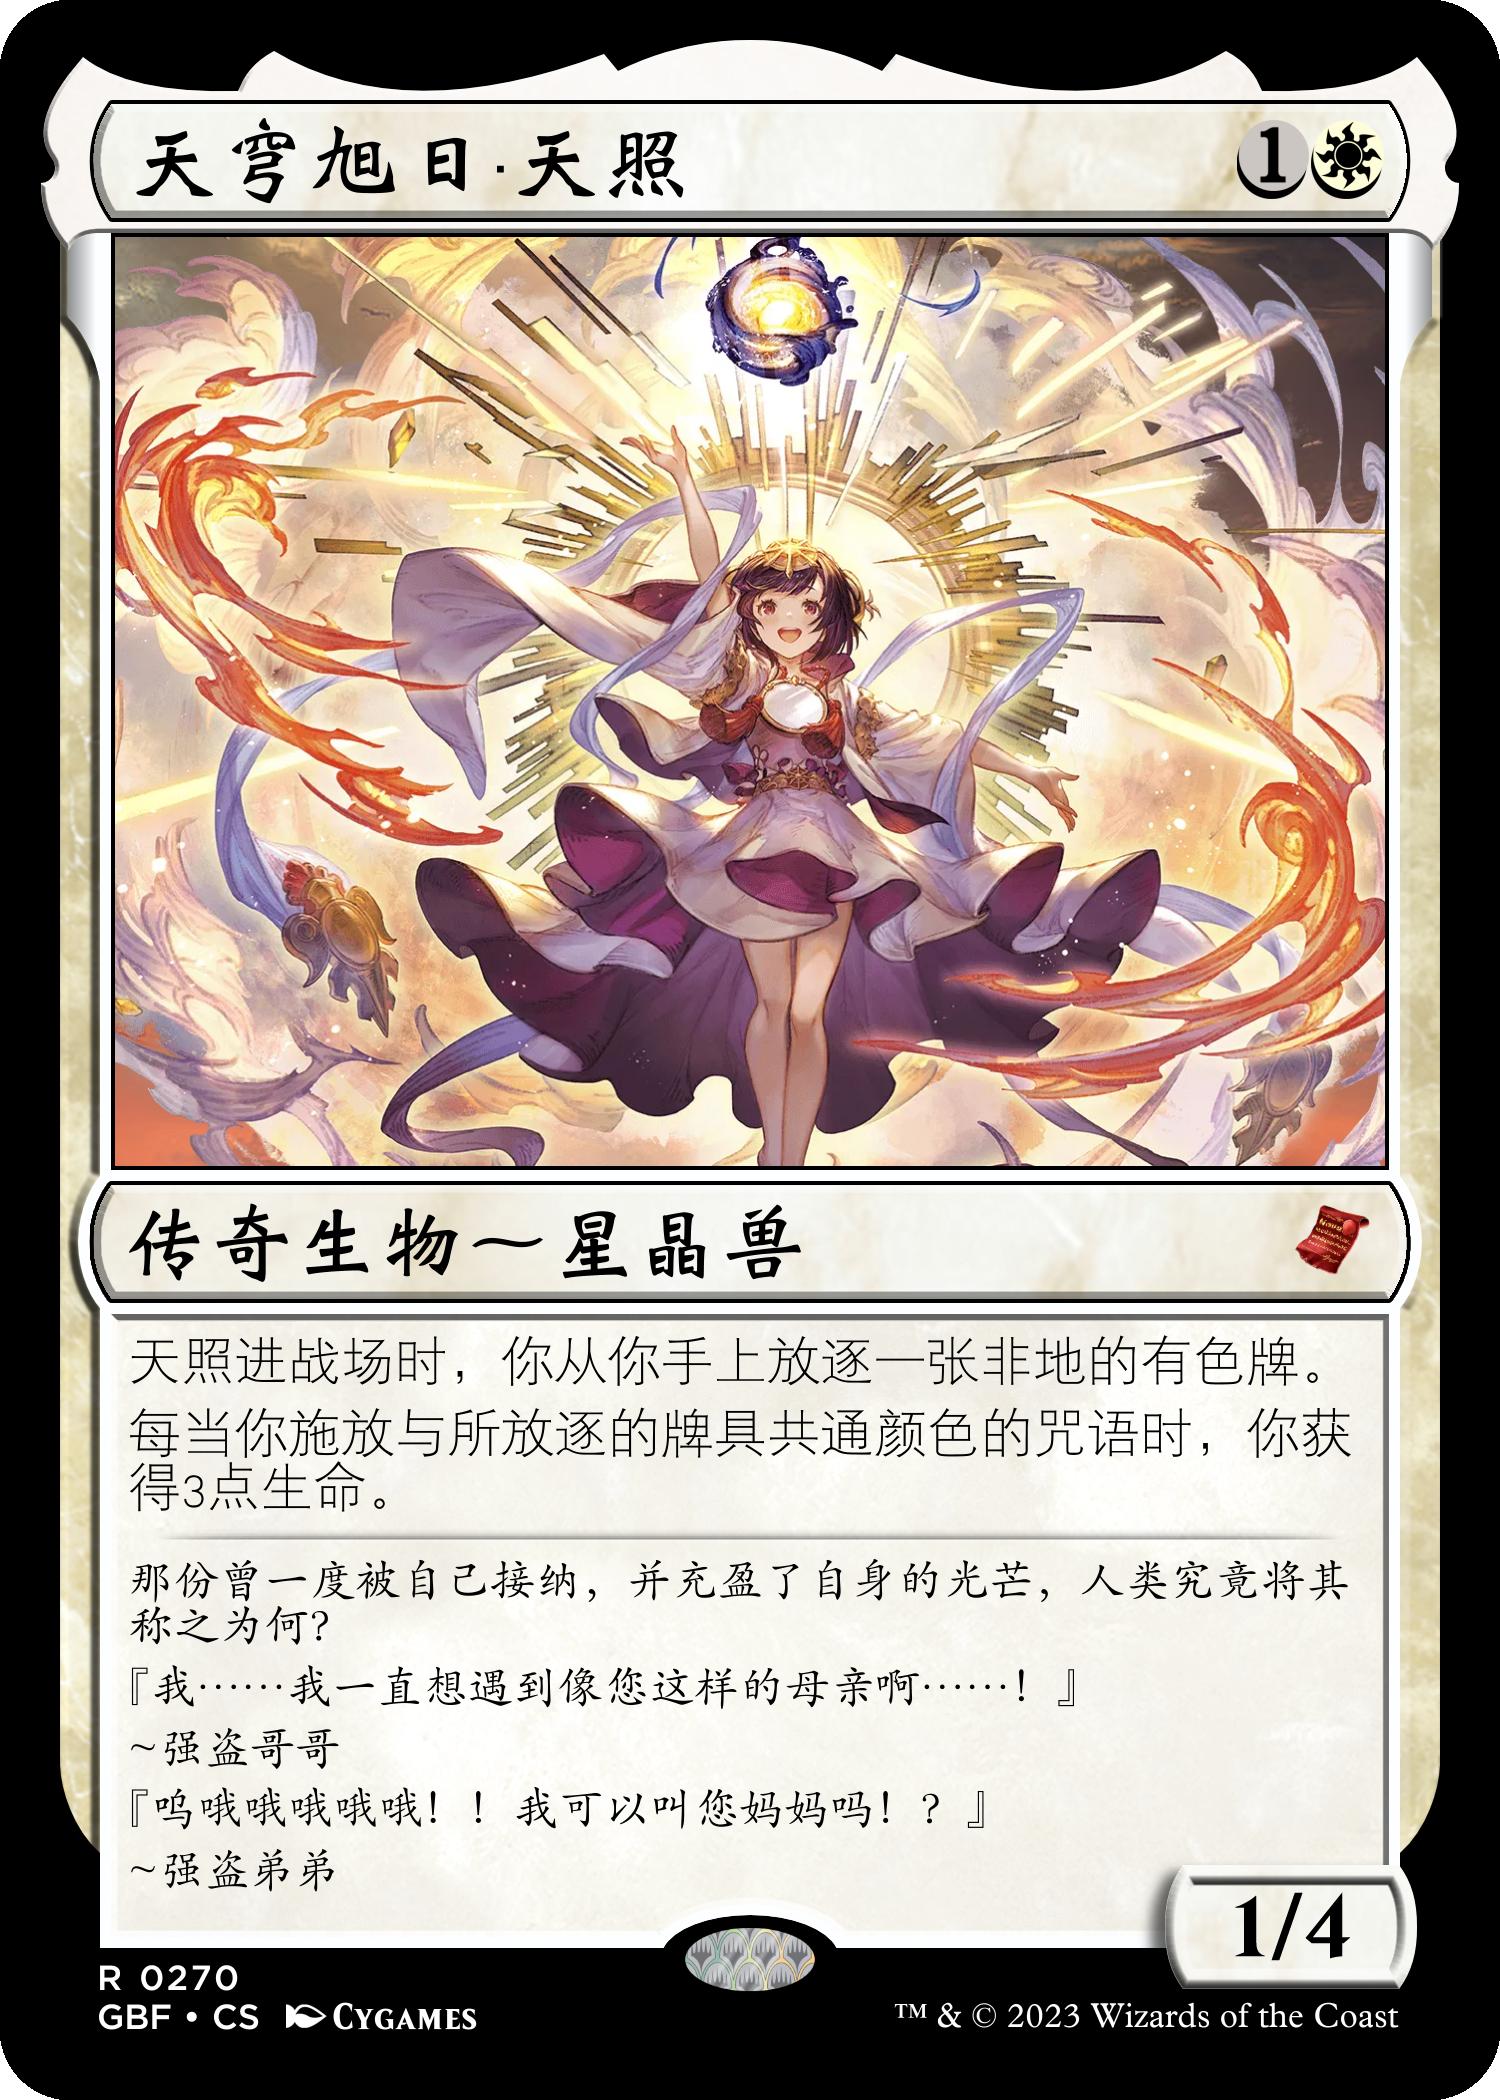 天穹旭日·天照
1
传奇生物～星晶兽
天照进战场时，你从你手上放逐一张非地的有色牌。
每当你施放与所放逐的牌具共通颜色的咒语时，你获
得3点生命。
那份曾一度被自己接纳，并充盈了自身的光芒，人类究竟将其
称之为何？
『我……我一直想遇到像您这样的母亲啊……！』
~强盗哥哥
『呜哦哦哦哦哦！！我可以叫您妈妈吗！？』
~强盗弟弟
1/4
R 0270
GBF • CS CYGAMES
™ & © 2023 Wizards of the Coast